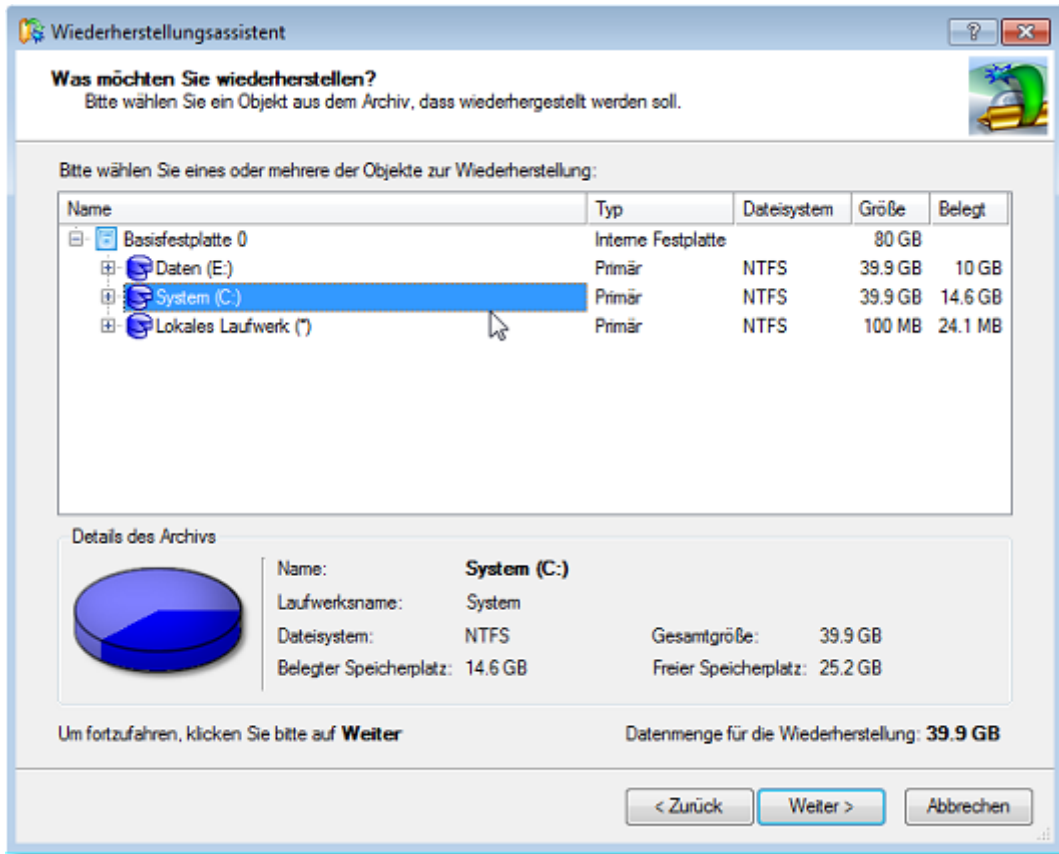 Wiederherstellungsassistent
Was möchten Sie wiederherstellen?
Bitte wählen Sie ein Objekt aus dem Archiv, dass wiederhergestellt werden soll.
Bitte wählen Sie eines oder mehrere der Objekte zur Wiederherstellung:
Name Typ Dateisystem Größe Belegt
Basisfestplatte 0 Interne Festplatte 80 GB
Daten (E:) Primär NTFS 39.9 GB 10 GB
System (C:) Primär NTFS 39.9 GB 14.6 GB
Lokales Laufwerk (*) Primär NTFS 100 MB 24.1 MB
Details des Archivs
Name: System (C:)
Laufwerksname: System
Dateisystem: NTFS Gesamtgröße: 39.9 GB
Belegter Speicherplatz: 14.6 GB Freier Speicherplatz: 25.2 GB
Um fortzufahren, klicken Sie bitte auf Weiter Datenmenge für die Wiederherstellung: 39.9 GB
< Zurück Weiter > Abbrechen